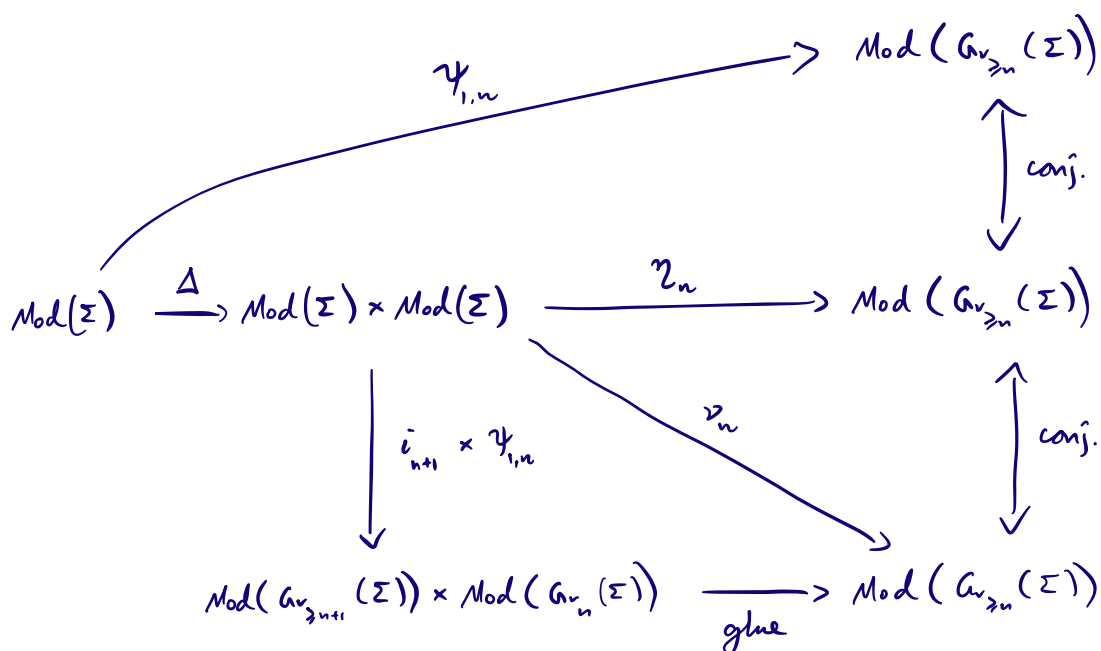 Mod(Gr_{⩾n}(Σ))
ψ_{1,n}
conj.
Δ
η_n
Mod(Σ) → Mod(Σ) × Mod(Σ) → Mod(Gr_{⩾n}(Σ))
ν_n
i_{n+1} × ψ_{1,n}
conj.
Mod(Gr_{⩾n+1}(Σ)) × Mod(Gr_n(Σ)) → Mod(Gr_{⩾n}(Σ))
glue